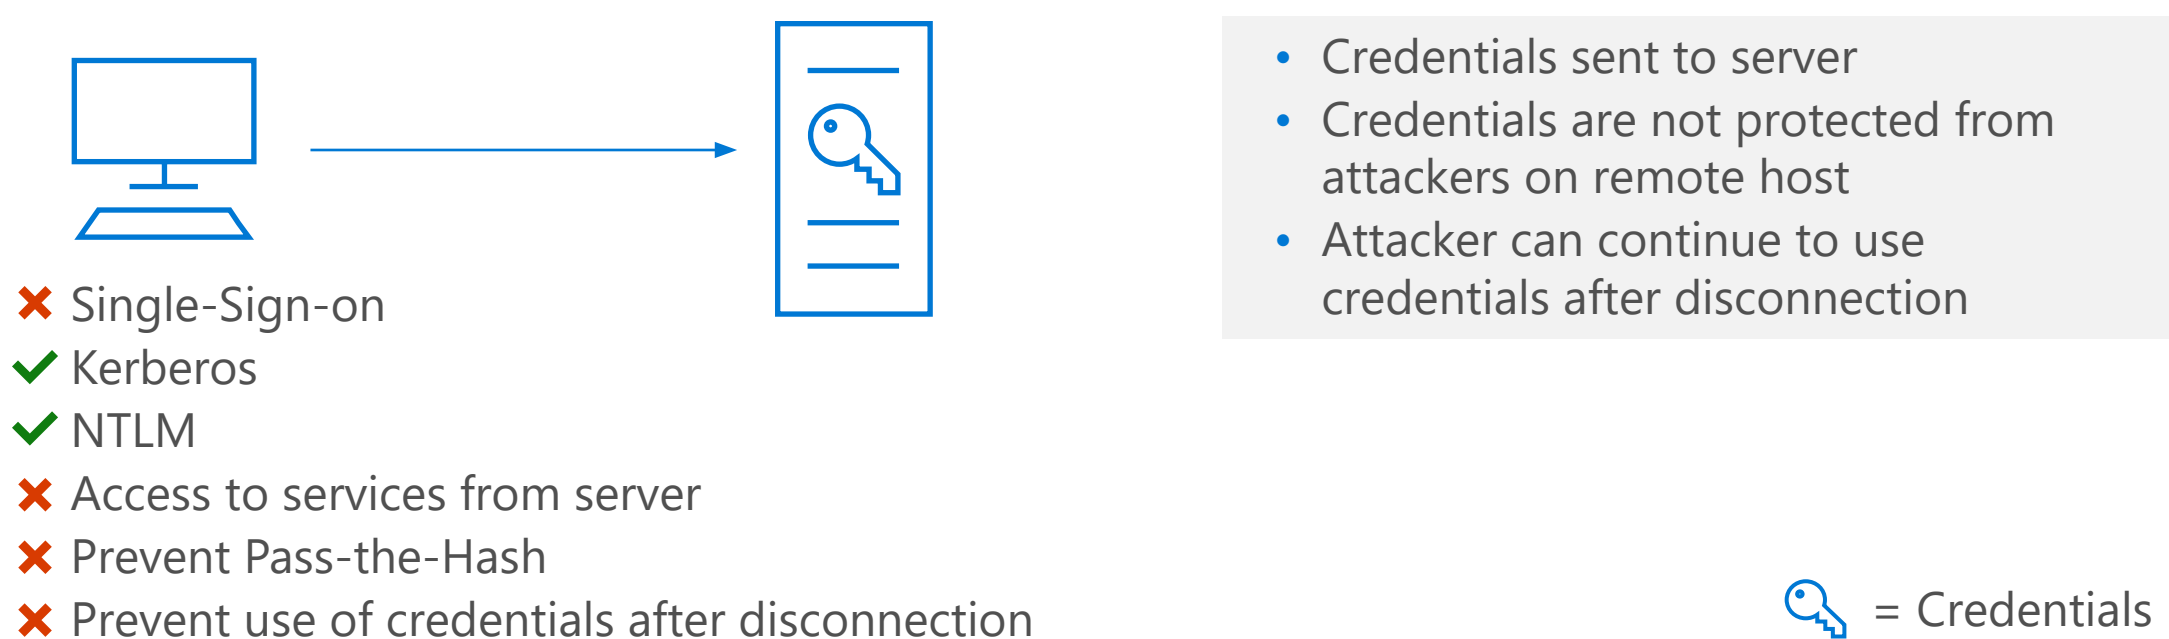 Single-Sign-on
Kerberos
NTLM
Access to services from server
Prevent Pass-the-Hash
Prevent use of credentials after disconnection
• Credentials sent to server
• Credentials are not protected from
attackers on remote host
• Attacker can continue to use
credentials after disconnection
= Credentials